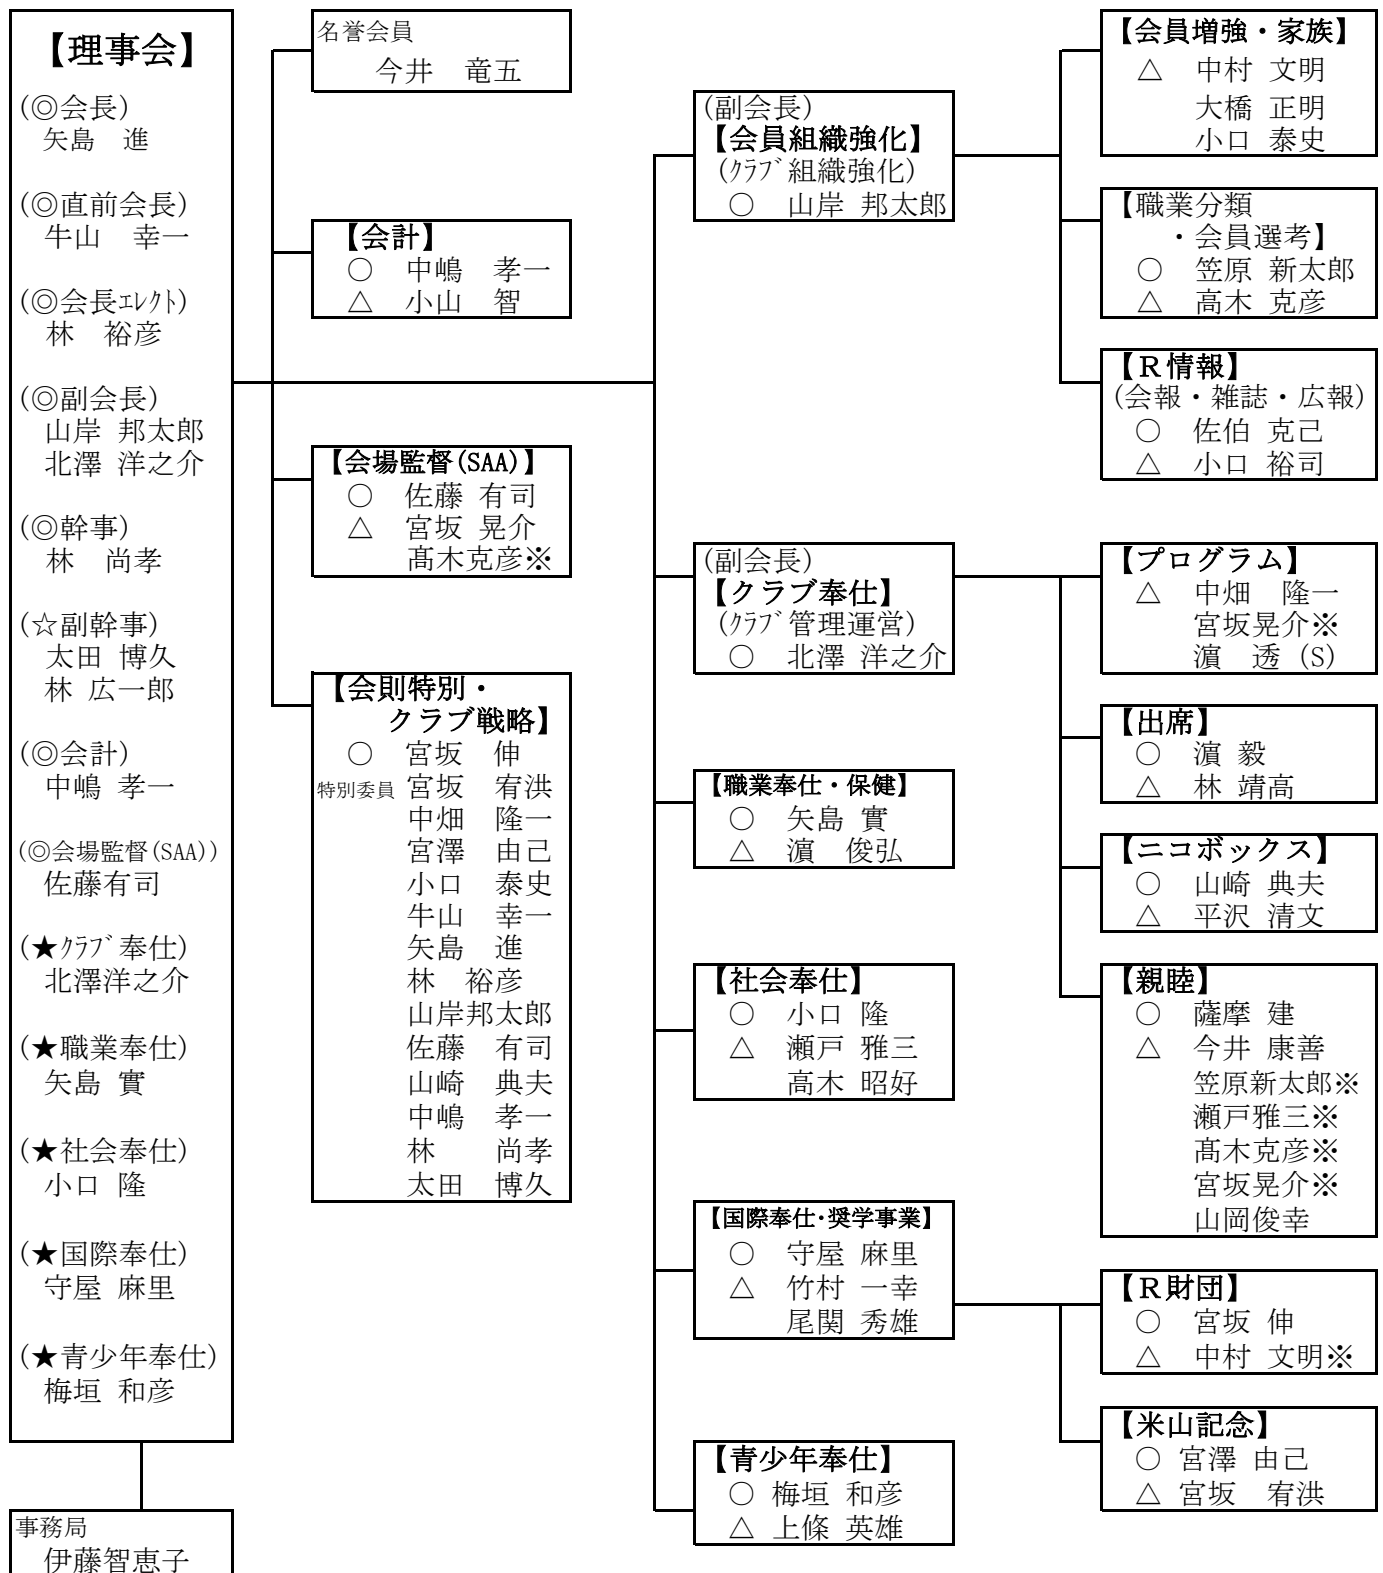 【理事会】
(◎会長)
矢島　進
(◎直前会長)
牛山　幸一
(◎会長ｴﾚｸﾄ)
林　裕彦
(◎副会長)
山岸 邦太郎
北澤 洋之介
(◎幹事)
林　尚孝
(☆副幹事)
太田 博久
林 広一郎
(◎会計)
中嶋 孝一
(◎会場監督(SAA))
佐藤有司
(★ｸﾗﾌﾞ奉仕)
北澤洋之介
(★職業奉仕)
矢島 實
(★社会奉仕)
小口 隆
(★国際奉仕)
守屋 麻里
(★青少年奉仕)
梅垣 和彦
事務局
伊藤智恵子
名誉会員
今井　竜五
【会計】
○　中嶋　孝一
△　小山　智
【会場監督(SAA)】
○　佐藤 有司
△　宮坂 晃介
髙木克彦※
【会則特別・
クラブ戦略】
○　宮坂　伸
特別委員 宮坂　宥洪
中畑　隆一
宮澤　由己
小口　泰史
牛山　幸一
矢島　進
林　裕彦
山岸邦太郎
佐藤　有司
山崎　典夫
中嶋　孝一
林　　尚孝
太田　博久
(副会長)
【会員組織強化】
(ｸﾗﾌﾞ組織強化)
○　山岸 邦太郎
(副会長)
【クラブ奉仕】
(ｸﾗﾌﾞ管理運営)
○　北澤 洋之介
【職業奉仕・保健】
○　矢島 實
△　濵　俊弘
【社会奉仕】
○　小口 隆
△　瀬戸 雅三
高木 昭好
【国際奉仕･奨学事業】
○　守屋 麻里
△　竹村 一幸
尾関 秀雄
【青少年奉仕】
○ 梅垣 和彦
△ 上條 英雄
【会員増強・家族】
△　中村 文明
大橋 正明
小口 泰史
【職業分類
・会員選考】
○　笠原 新太郎
△　高木 克彦
【Ｒ情報】
(会報・雑誌・広報)
○　佐伯 克己
△　小口 裕司
【プログラム】
△　中畑　隆一
宮坂晃介※
濵　透（S）
【出席】
○　濵 毅
△　林 靖高
【ニコボックス】
○　山崎 典夫
△　平沢 清文
【親睦】
○　薩摩 建
△　今井 康善
笠原新太郎※
瀬戸雅三※
髙木克彦※
宮坂晃介※
山岡俊幸
【Ｒ財団】
○　宮坂 伸
△　中村 文明※
【米山記念】
○ 宮澤 由己
△ 宮坂　宥洪